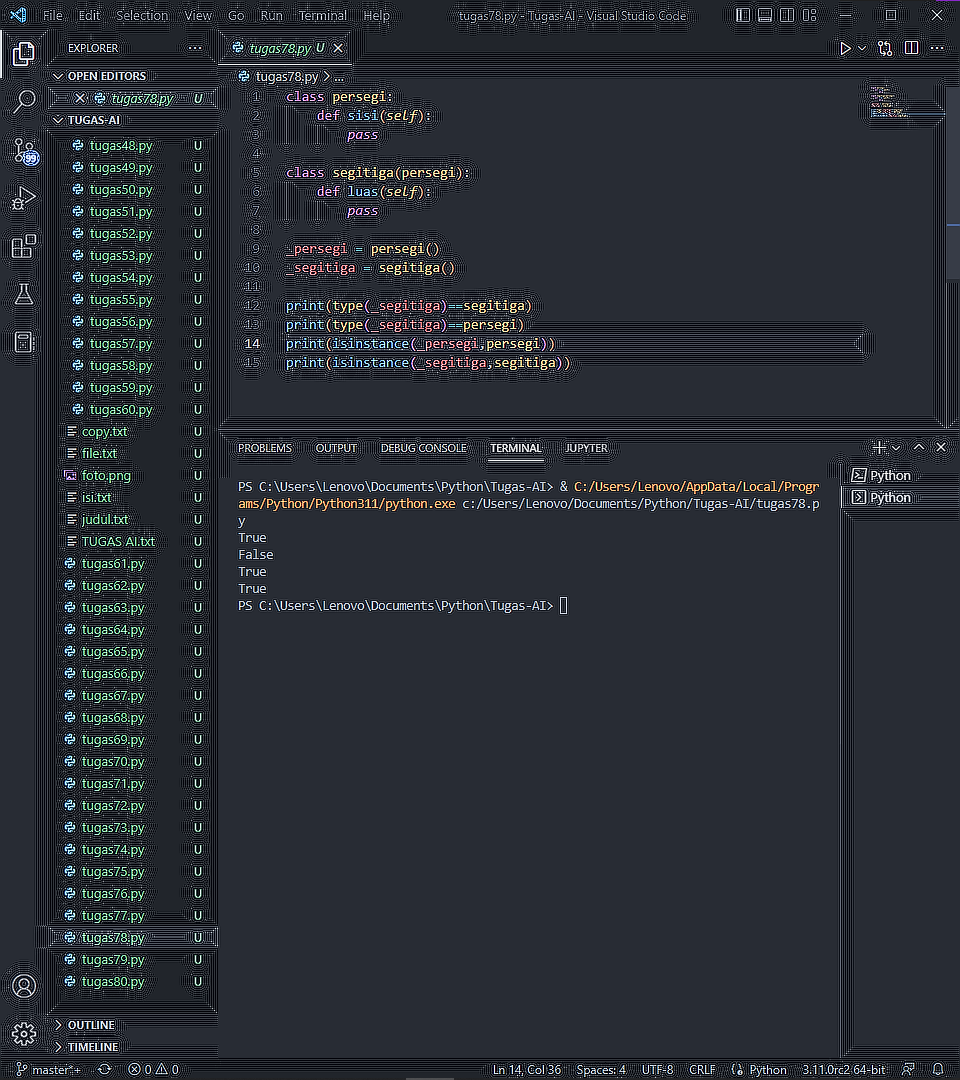 File Edit Selection View Go Run Terminal Help tugas78.py - Tugas-AI - Visual Studio Code
EXPLORER
OPEN EDITORS
tugas78.py U
TUGAS-AI
tugas48.py U
tugas49.py U
tugas50.py U
tugas51.py U
tugas52.py U
tugas53.py U
tugas54.py U
tugas55.py U
tugas56.py U
tugas57.py U
tugas58.py U
tugas59.py U
tugas60.py U
copy.txt U
file.txt U
foto.png U
isi.txt U
judul.txt U
TUGAS AI.txt U
tugas61.py U
tugas62.py U
tugas63.py U
tugas64.py U
tugas65.py U
tugas66.py U
tugas67.py U
tugas68.py U
tugas69.py U
tugas70.py U
tugas71.py U
tugas72.py U
tugas73.py U
tugas74.py U
tugas75.py U
tugas76.py U
tugas77.py U
tugas78.py U
tugas79.py U
tugas80.py U
OUTLINE
TIMELINE
99
tugas78.py U
tugas78.py > ...
1 class persegi:
2 def sisi(self):
3 pass
4
5 class segitiga(persegi):
6 def luas(self):
7 pass
8
9 _persegi = persegi()
10 _segitiga = segitiga()
11
12 print(type(_segitiga)==segitiga)
13 print(type(_segitiga)==persegi)
14 print(isinstance(_persegi,persegi))
15 print(isinstance(_segitiga,segitiga))
PROBLEMS OUTPUT DEBUG CONSOLE TERMINAL JUPYTER
PS C:\Users\Lenovo\Documents\Python\Tugas-AI> & C:/Users/Lenovo/AppData/Local/Progr
ams/Python/Python311/python.exe c:/Users/Lenovo/Documents/Python/Tugas-AI/tugas78.p
y
True
False
True
True
PS C:\Users\Lenovo\Documents\Python\Tugas-AI>
Python
Python
master*+ 0 0 Ln 14, Col 36 Spaces: 4 UTF-8 CRLF Python 3.11.0rc2 64-bit